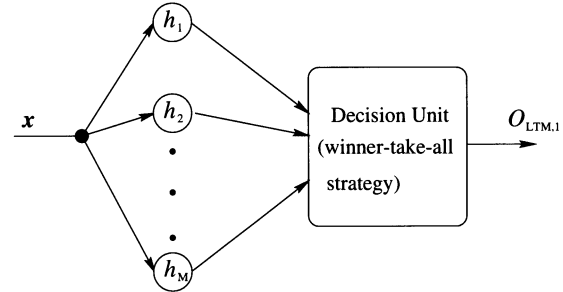 h1
x
h2
Decision Unit
(winner-take-all
strategy)
OLTM,1
hM